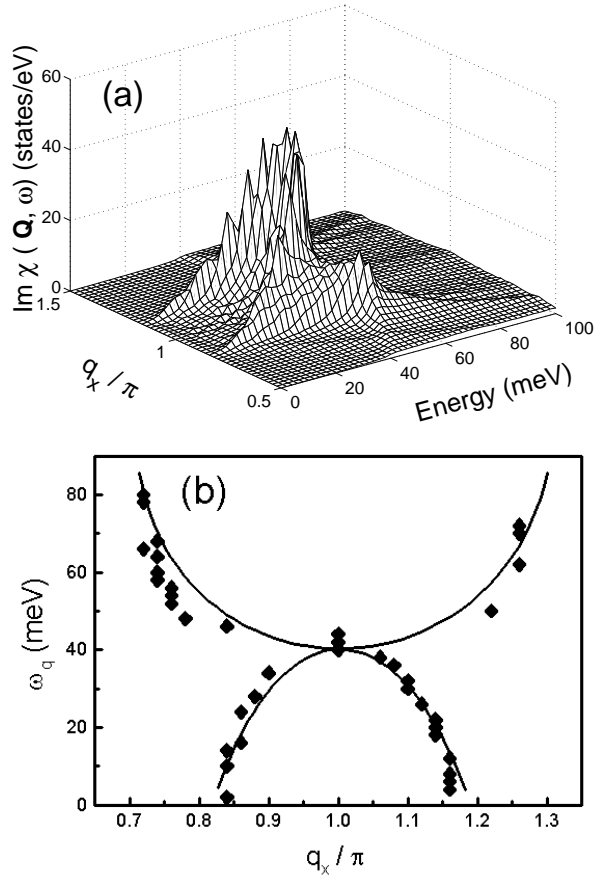 (a)
Im χ ( Q, ω) (states/eV)
60
40
20
0
1.5
1
0.5
q_x / π
0
20
40
60
80
100
Energy (meV)
(b)
ω_q (meV)
80
60
40
20
0
0.7 0.8 0.9 1.0 1.1 1.2 1.3
q_x / π